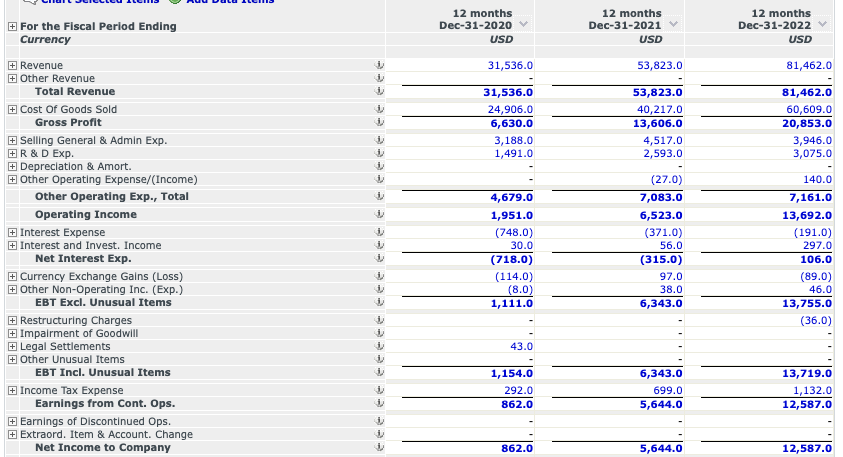 Chart Selected Items Add Data Items
For the Fiscal Period Ending 12 months Dec-31-2020 12 months Dec-31-2021 12 months Dec-31-2022
Currency USD USD USD
Revenue 31,536.0 53,823.0 81,462.0
Other Revenue - - -
Total Revenue 31,536.0 53,823.0 81,462.0
Cost Of Goods Sold 24,906.0 40,217.0 60,609.0
Gross Profit 6,630.0 13,606.0 20,853.0
Selling General & Admin Exp. 3,188.0 4,517.0 3,946.0
R & D Exp. 1,491.0 2,593.0 3,075.0
Depreciation & Amort. - - -
Other Operating Expense/(Income) - (27.0) 140.0
Other Operating Exp., Total 4,679.0 7,083.0 7,161.0
Operating Income 1,951.0 6,523.0 13,692.0
Interest Expense (748.0) (371.0) (191.0)
Interest and Invest. Income 30.0 56.0 297.0
Net Interest Exp. (718.0) (315.0) 106.0
Currency Exchange Gains (Loss) (114.0) 97.0 (89.0)
Other Non-Operating Inc. (Exp.) (8.0) 38.0 46.0
EBT Excl. Unusual Items 1,111.0 6,343.0 13,755.0
Restructuring Charges - - (36.0)
Impairment of Goodwill - - -
Legal Settlements 43.0 - -
Other Unusual Items - - -
EBT Incl. Unusual Items 1,154.0 6,343.0 13,719.0
Income Tax Expense 292.0 699.0 1,132.0
Earnings from Cont. Ops. 862.0 5,644.0 12,587.0
Earnings of Discontinued Ops. - - -
Extraord. Item & Account. Change - - -
Net Income to Company 862.0 5,644.0 12,587.0